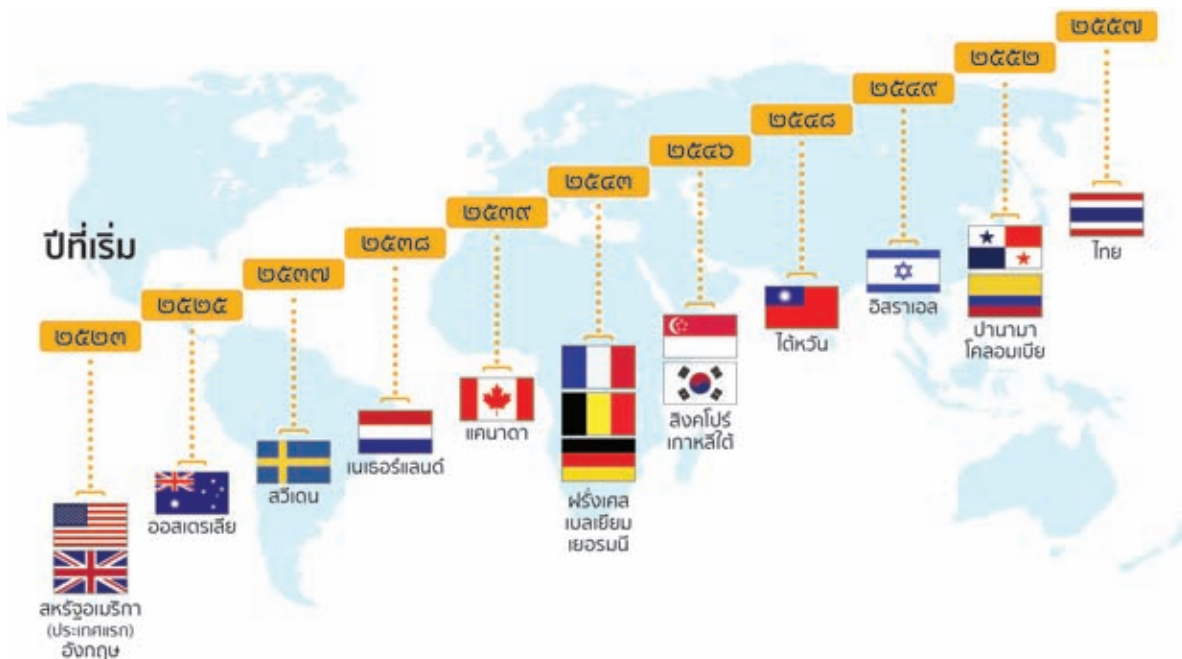 ปีที่เริ่ม
๒๕๒๓
สหรัฐอเมริกา
(ประเทศแรก)
อังกฤษ
๒๕๒๕
ออสเตรเลีย
๒๕๓๗
สวีเดน
๒๕๓๘
เนเธอร์แลนด์
๒๕๓๙
แคนาดา
๒๕๔๓
ฝรั่งเศส
เบลเยียม
เยอรมนี
๒๕๔๖
สิงคโปร์
เกาหลีใต้
๒๕๔๘
ไต้หวัน
๒๕๔๙
อิสราเอล
๒๕๕๒
ปานามา
โคลอมเบีย
๒๕๕๗
ไทย